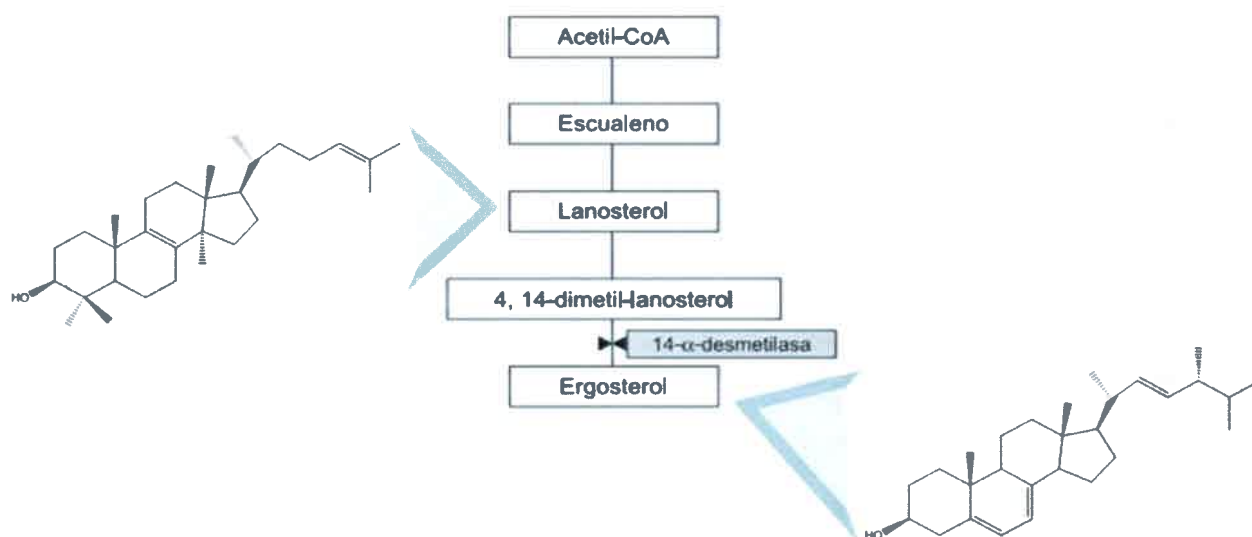 Acetil-CoA
Escualeno
Lanosterol
HO
4, 14-dimetil-lanosterol
14-α-desmetilasa
Ergosterol
HO